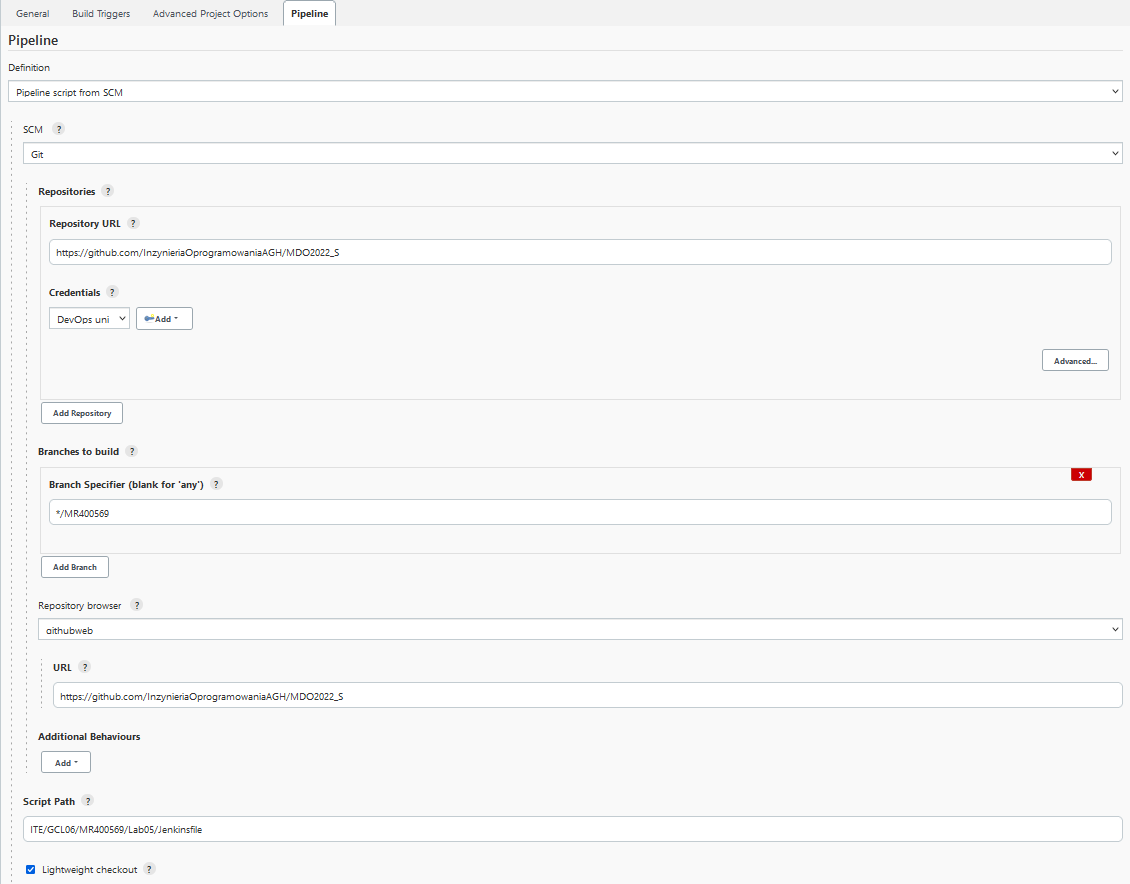 General Build Triggers Advanced Project Options Pipeline
Pipeline
Definition
Pipeline script from SCM
SCM ?
Git
Repositories ?
Repository URL ?
https://github.com/InzynieriaOprogramowaniaAGH/MDO2022_S
Credentials ?
DevOps uni Add
Advanced...
Add Repository
Branches to build ?
X
Branch Specifier (blank for 'any') ?
*/MR400569
Add Branch
Repository browser ?
githubweb
URL ?
https://github.com/InzynieriaOprogramowaniaAGH/MDO2022_S
Additional Behaviours
Add
Script Path ?
ITE/GCL06/MR400569/Lab05/Jenkinsfile
Lightweight checkout ?